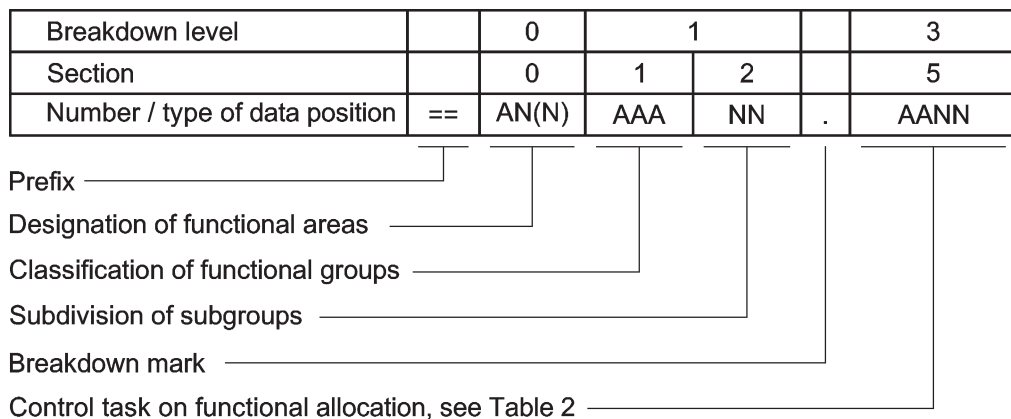 Breakdown level 0 1 3
Section 0 1 2 5
Number / type of data position == AN(N) AAA NN . AANN
Prefix
Designation of functional areas
Classification of functional groups
Subdivision of subgroups
Breakdown mark
Control task on functional allocation, see Table 2